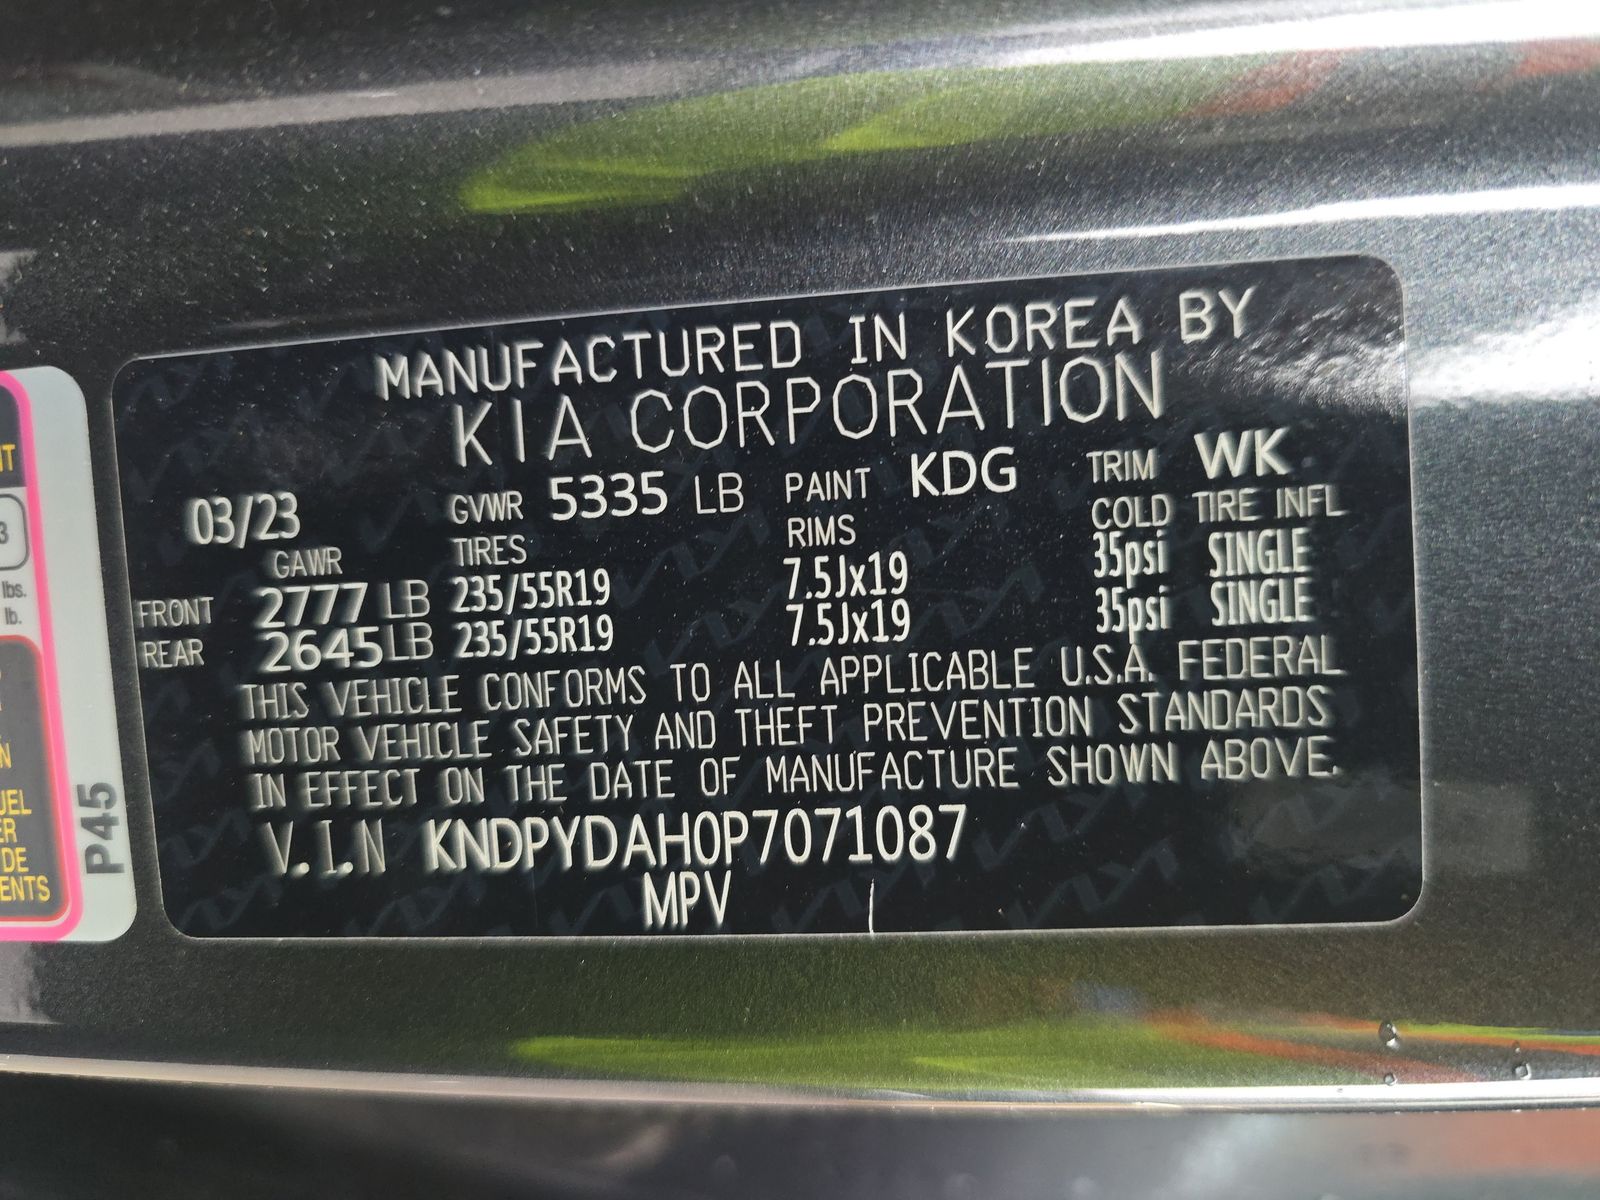 MANUFACTURED IN KOREA BY
KIA CORPORATION
03/23 GVWR 5335 LB PAINT KDG TRIM WK
GAWR TIRES RIMS COLD TIRE INFL
FRONT 2777 LB 235/55R19 7.5Jx19 35psi SINGLE
REAR 2645 LB 235/55R19 7.5Jx19 35psi SINGLE
THIS VEHICLE CONFORMS TO ALL APPLICABLE U.S.A. FEDERAL
MOTOR VEHICLE SAFETY AND THEFT PREVENTION STANDARDS
IN EFFECT ON THE DATE OF MANUFACTURE SHOWN ABOVE.
V.I.N KNDPYDAH0P7071087
MPV
3
lbs.
lb.
P45